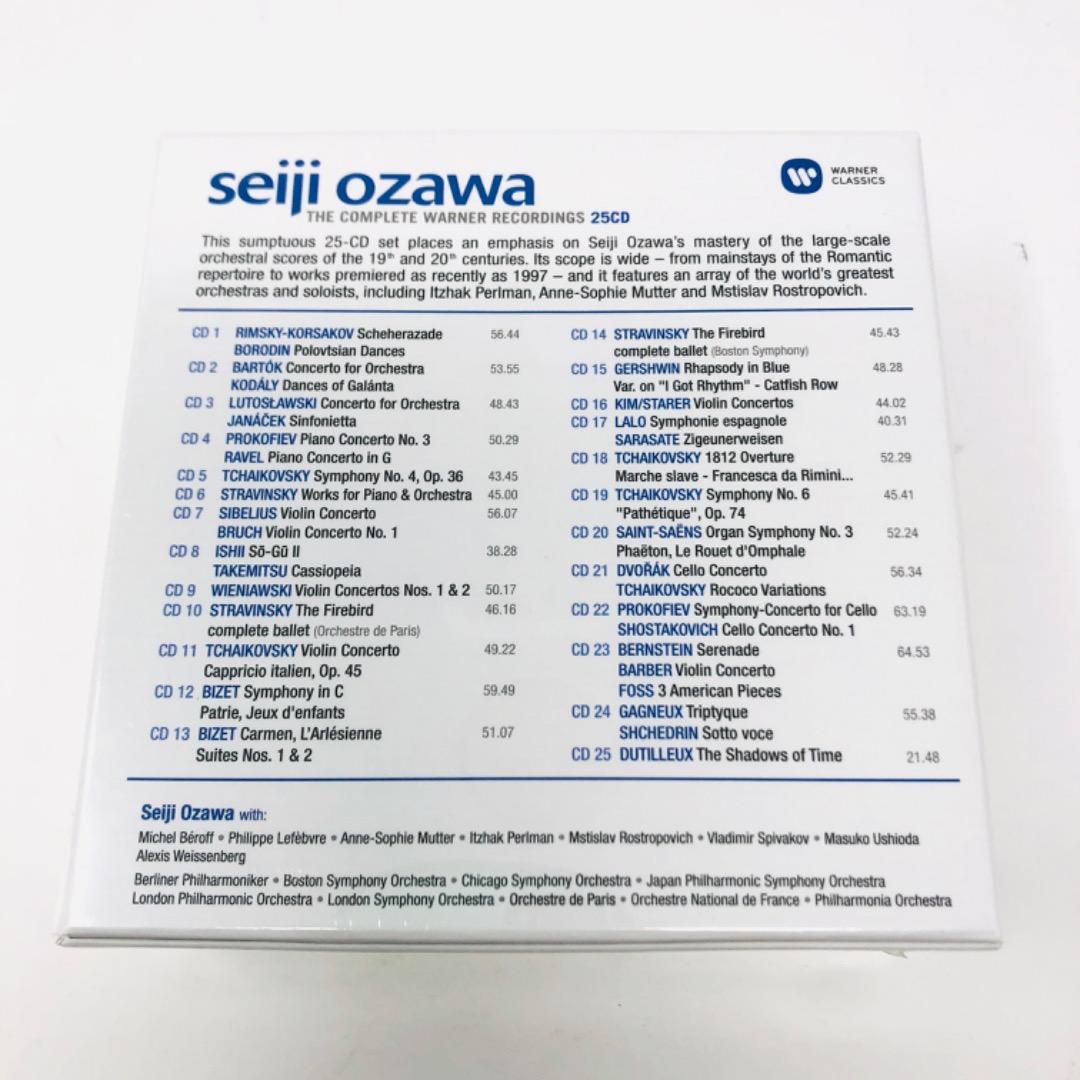 seiji ozawa
WARNER
CLASSICS
THE COMPLETE WARNER RECORDINGS 25CD
This sumptuous 25-CD set places an emphasis on Seiji Ozawa's mastery of the large-scale
orchestral scores of the 19th and 20th centuries. Its scope is wide – from mainstays of the Romantic
repertoire to works premiered as recently as 1997 – and it features an array of the world's greatest
orchestras and soloists, including Itzhak Perlman, Anne-Sophie Mutter and Mstislav Rostropovich.
CD 1 RIMSKY-KORSAKOV Scheherazade 56.44
BORODIN Polovtsian Dances
CD 2 BARTÓK Concerto for Orchestra 53.55
KODÁLY Dances of Galánta
CD 3 LUTOSŁAWSKI Concerto for Orchestra 48.43
JANÁČEK Sinfonietta
CD 4 PROKOFIEV Piano Concerto No. 3 50.29
RAVEL Piano Concerto in G
CD 5 TCHAIKOVSKY Symphony No. 4, Op. 36 43.45
CD 6 STRAVINSKY Works for Piano & Orchestra 45.00
CD 7 SIBELIUS Violin Concerto 56.07
BRUCH Violin Concerto No. 1
CD 8 ISHII Sō-Gū II 38.28
TAKEMITSU Cassiopeia
CD 9 WIENIAWSKI Violin Concertos Nos. 1 & 2 50.17
CD 10 STRAVINSKY The Firebird 46.16
complete ballet (Orchestre de Paris)
CD 11 TCHAIKOVSKY Violin Concerto 49.22
Cappricio italien, Op. 45
CD 12 BIZET Symphony in C 59.49
Patrie, Jeux d'enfants
CD 13 BIZET Carmen, L'Arlésienne 51.07
Suites Nos. 1 & 2
CD 14 STRAVINSKY The Firebird 45.43
complete ballet (Boston Symphony)
CD 15 GERSHWIN Rhapsody in Blue 48.28
Var. on "I Got Rhythm" - Catfish Row
CD 16 KIM/STARER Violin Concertos 44.02
CD 17 LALO Symphonie espagnole 40.31
SARASATE Zigeunerweisen
CD 18 TCHAIKOVSKY 1812 Overture 52.29
Marche slave - Francesca da Rimini...
CD 19 TCHAIKOVSKY Symphony No. 6 45.41
"Pathétique", Op. 74
CD 20 SAINT-SAËNS Organ Symphony No. 3 52.24
Phaëton, Le Rouet d'Omphale
CD 21 DVOŘÁK Cello Concerto 56.34
TCHAIKOVSKY Rococo Variations
CD 22 PROKOFIEV Symphony-Concerto for Cello 63.19
SHOSTAKOVICH Cello Concerto No. 1
CD 23 BERNSTEIN Serenade 64.53
BARBER Violin Concerto
FOSS 3 American Pieces
CD 24 GAGNEUX Triptyque 55.38
SHCHEDRIN Sotto voce
CD 25 DUTILLEUX The Shadows of Time 21.48
Seiji Ozawa with:
Michel Béroff • Philippe Lefèbvre • Anne-Sophie Mutter • Itzhak Perlman • Mstislav Rostropovich • Vladimir Spivakov • Masuko Ushioda
Alexis Weissenberg
Berliner Philharmoniker • Boston Symphony Orchestra • Chicago Symphony Orchestra • Japan Philharmonic Symphony Orchestra
London Philharmonic Orchestra • London Symphony Orchestra • Orchestre de Paris • Orchestre National de France • Philharmonia Orchestra